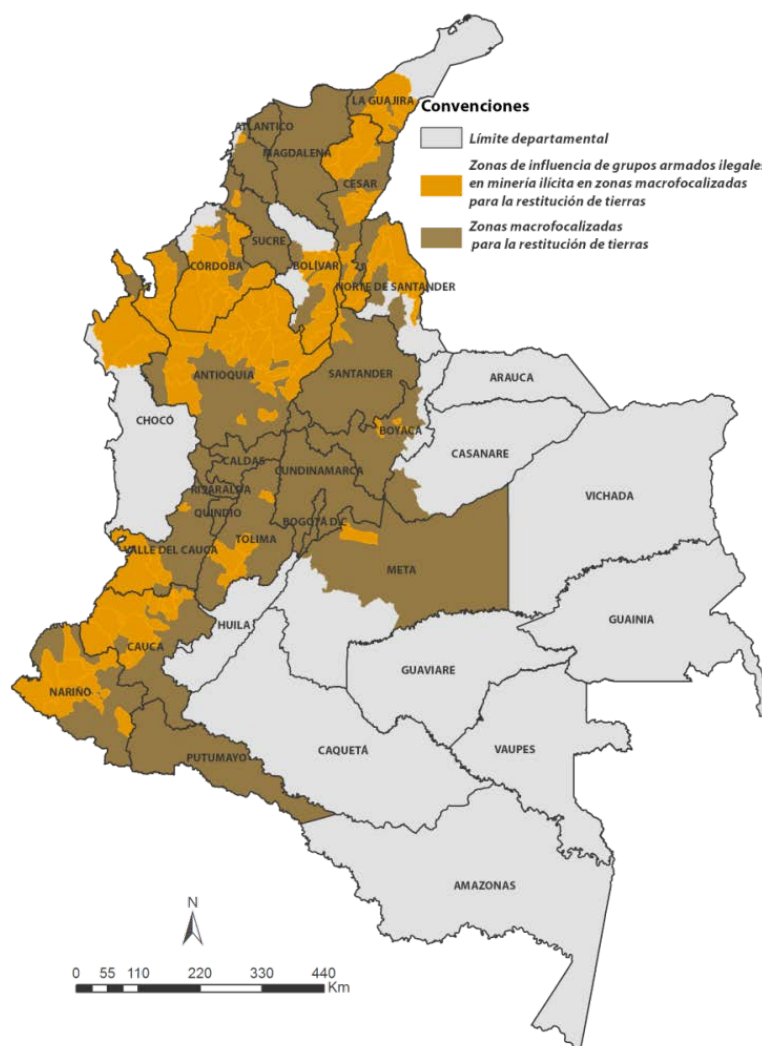 LA GUAJIRA
Convenciones
ATLANTICO
Límite departamental
MAGDALENA
Zonas de influencia de grupos armados ilegales
en minería ilícita en zonas macrofocalizadas
para la restitución de tierras
CESAR
Zonas macrofocalizadas
para la restitución de tierras
SUCRE
CÓRDOBA
BOLÍVAR
NORTE DE SANTANDER
ANTIOQUIA
SANTANDER
ARAUCA
CHOCÓ
BOYACA
CASANARE
CALDAS
CUNDINAMARCA
RISARALDA
VICHADA
QUINDIO
BOGOTÁ D.C
VALLE DEL CAUCA
TOLIMA
META
HUILA
GUAINIA
CAUCA
GUAVIARE
NARIÑO
CAQUETÁ
VAUPES
PUTUMAYO
AMAZONAS
N
0 55 110 220 330 440
Km